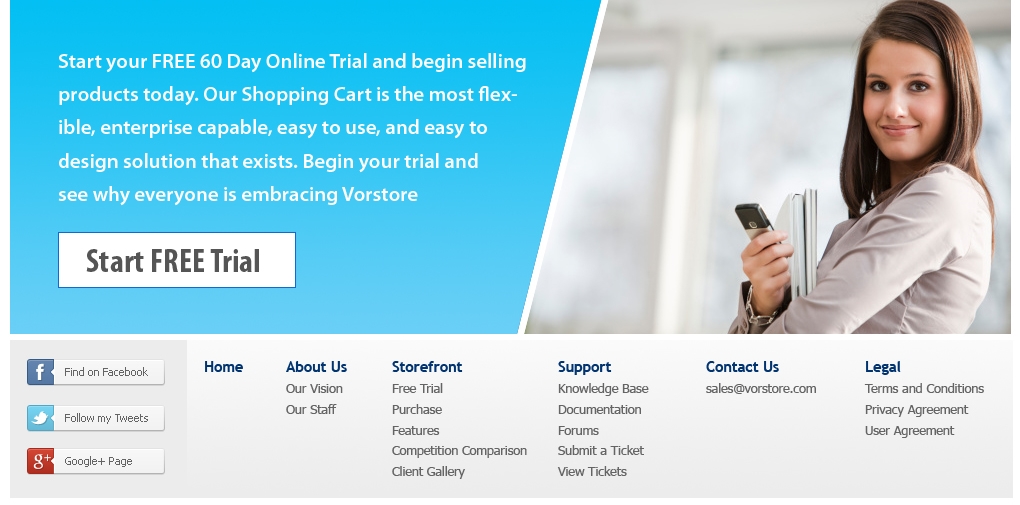 Start your FREE 60 Day Online Trial and begin selling
products today. Our Shopping Cart is the most flex-
ible, enterprise capable, easy to use, and easy to
design solution that exists. Begin your trial and
see why everyone is embracing Vorstore
Start FREE Trial
f Find on Facebook
Follow my Tweets
g+ Google+ Page
Home
About Us
Our Vision
Our Staff
Storefront
Free Trial
Purchase
Features
Competition Comparison
Client Gallery
Support
Knowledge Base
Documentation
Forums
Submit a Ticket
View Tickets
Contact Us
sales@vorstore.com
Legal
Terms and Conditions
Privacy Agreement
User Agreement